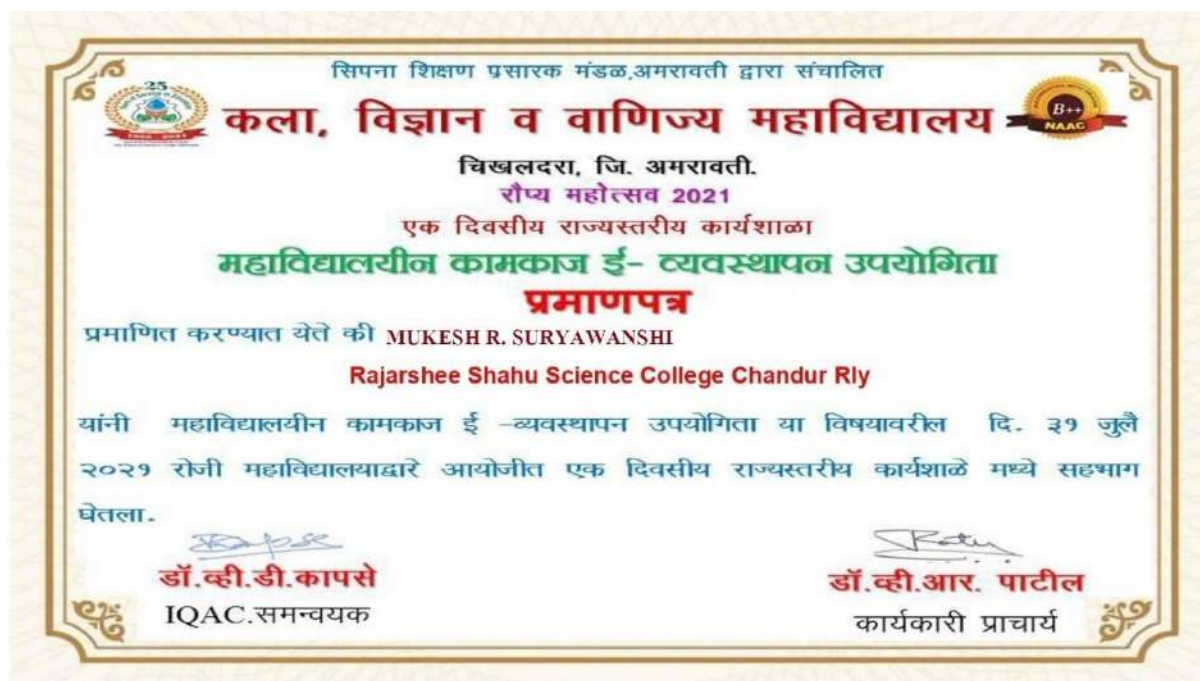 सिपना शिक्षण प्रसारक मंडळ,अमरावती द्वारा संचालित
25
कला, विज्ञान व वाणिज्य महाविद्यालय
B++
NAAC
चिखलदरा, जि. अमरावती.
रौप्य महोत्सव 2021
एक दिवसीय राज्यस्तरीय कार्यशाळा
महाविद्यालयीन कामकाज ई- व्यवस्थापन उपयोगिता
प्रमाणपत्र
प्रमाणित करण्यात येते की MUKESH R. SURYAWANSHI
Rajarshee Shahu Science College Chandur Rly
यांनी महाविद्यालयीन कामकाज ई –व्यवस्थापन उपयोगिता या विषयावरील दि. ३१ जुलै
२०२१ रोजी महाविद्यालयाद्वारे आयोजीत एक दिवसीय राज्यस्तरीय कार्यशाळे मध्ये सहभाग
घेतला.
डॉ.व्ही.डी.कापसे
IQAC.समन्वयक
डॉ.व्ही.आर. पाटील
कार्यकारी प्राचार्य